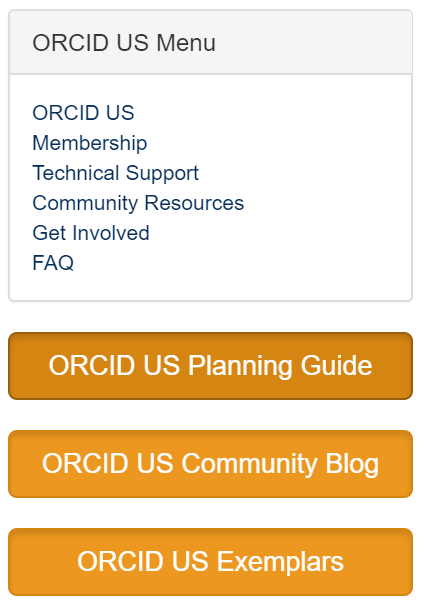 ORCID US Menu
ORCID US
Membership
Technical Support
Community Resources
Get Involved
FAQ
ORCID US Planning Guide
ORCID US Community Blog
ORCID US Exemplars